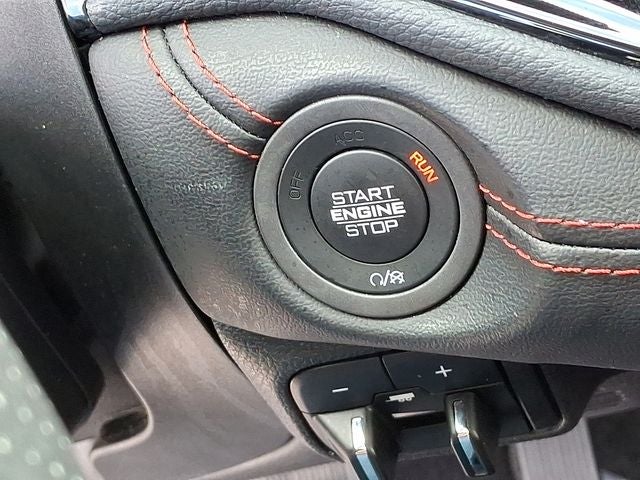 OFF
ACC
RUN
START
ENGINE
STOP
−
+